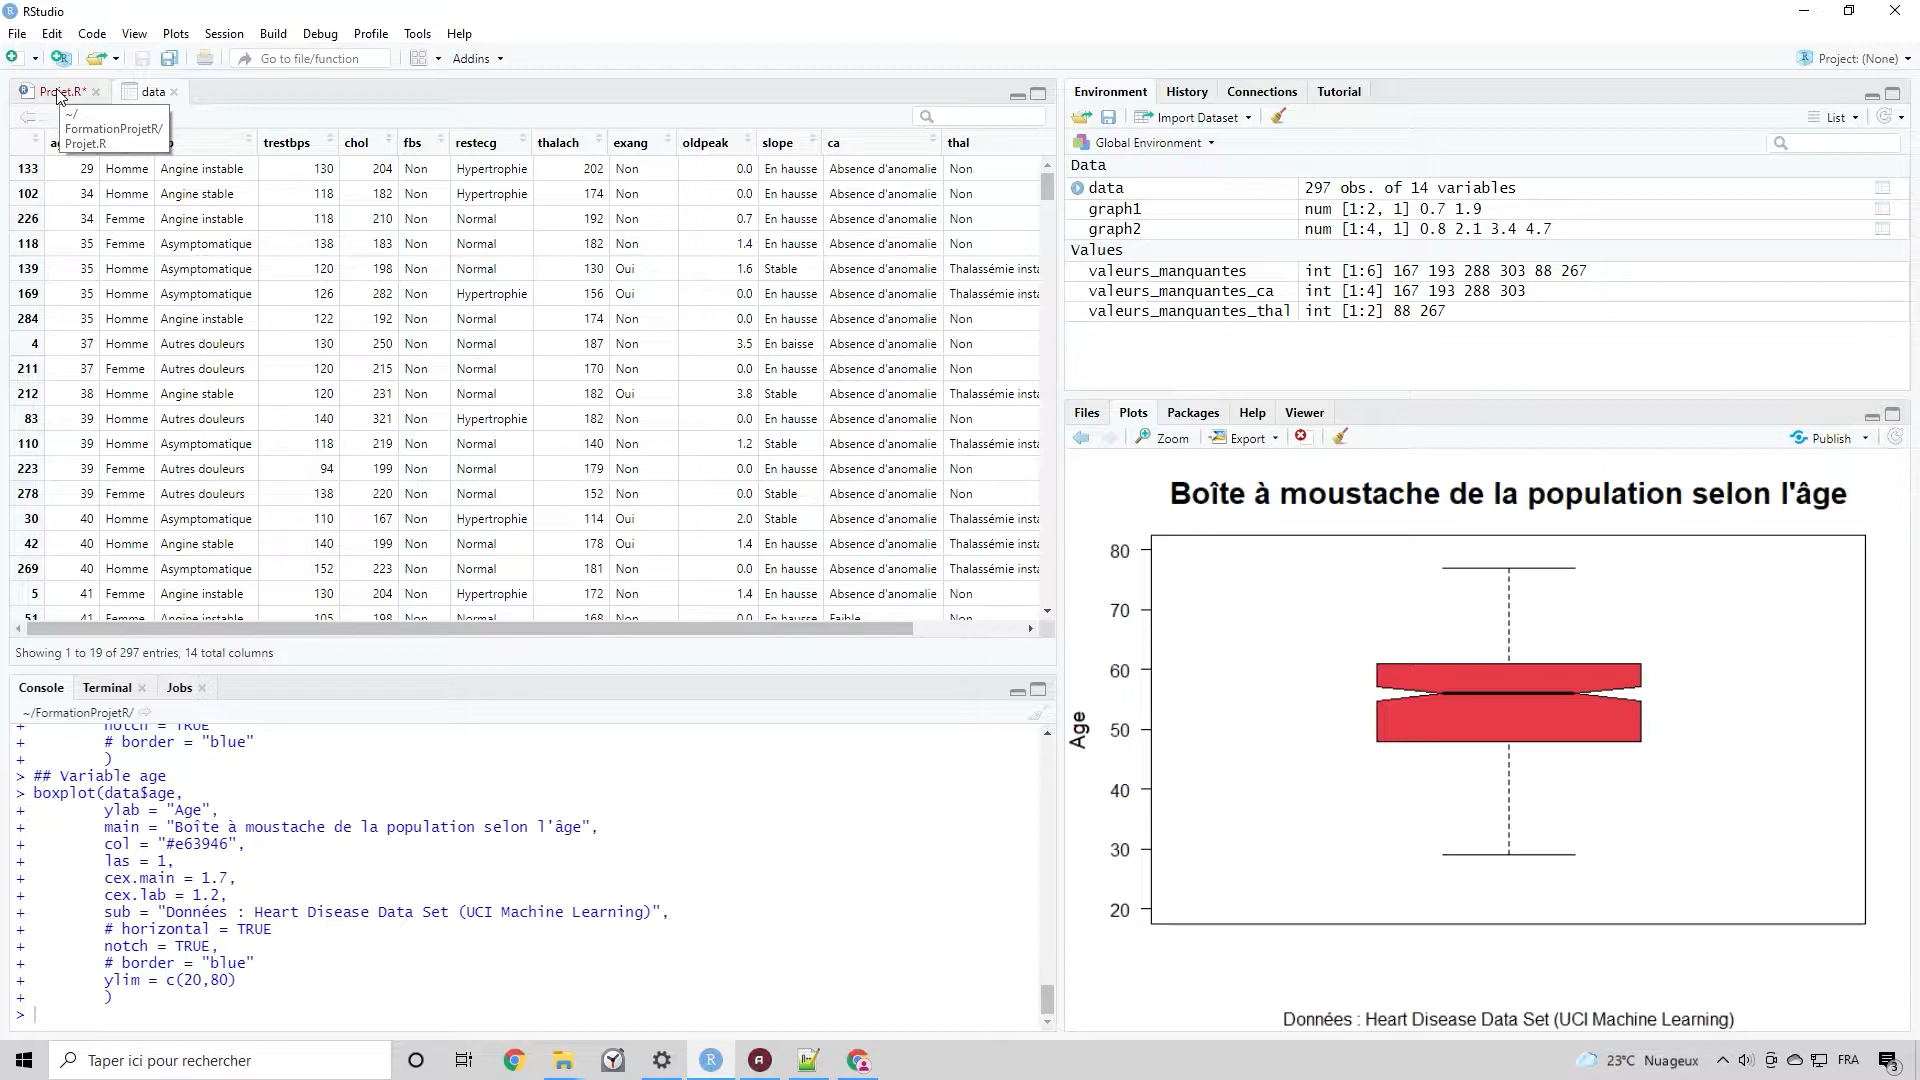 RStudio
File Edit Code View Plots Session Build Debug Profile Tools Help
Go to file/function Addins Project: (None)
Projet.R* data
~/
FormationProjetR/
Projet.R
trestbps chol fbs restecg thalach exang oldpeak slope ca thal
133 29 Homme Angine instable 130 204 Non Hypertrophie 202 Non 0.0 En hausse Absence d'anomalie Non
102 34 Homme Angine stable 118 182 Non Hypertrophie 174 Non 0.0 En hausse Absence d'anomalie Non
226 34 Femme Angine instable 118 210 Non Normal 192 Non 0.7 En hausse Absence d'anomalie Non
118 35 Femme Asymptomatique 138 183 Non Normal 182 Non 1.4 En hausse Absence d'anomalie Non
139 35 Homme Asymptomatique 120 198 Non Normal 130 Oui 1.6 Stable Absence d'anomalie Thalassémie insta
169 35 Homme Asymptomatique 126 282 Non Hypertrophie 156 Oui 0.0 En hausse Absence d'anomalie Thalassémie insta
284 35 Homme Angine instable 122 192 Non Normal 174 Non 0.0 En hausse Absence d'anomalie Non
4 37 Homme Autres douleurs 130 250 Non Normal 187 Non 3.5 En baisse Absence d'anomalie Non
211 37 Femme Autres douleurs 120 215 Non Normal 170 Non 0.0 En hausse Absence d'anomalie Non
212 38 Homme Angine stable 120 231 Non Normal 182 Oui 3.8 Stable Absence d'anomalie Thalassémie insta
83 39 Homme Autres douleurs 140 321 Non Hypertrophie 182 Non 0.0 En hausse Absence d'anomalie Non
110 39 Homme Asymptomatique 118 219 Non Normal 140 Non 1.2 Stable Absence d'anomalie Thalassémie insta
223 39 Femme Autres douleurs 94 199 Non Normal 179 Non 0.0 En hausse Absence d'anomalie Non
278 39 Femme Autres douleurs 138 220 Non Normal 152 Non 0.0 Stable Absence d'anomalie Non
30 40 Homme Asymptomatique 110 167 Non Hypertrophie 114 Oui 2.0 Stable Absence d'anomalie Thalassémie insta
42 40 Homme Angine stable 140 199 Non Normal 178 Oui 1.4 En hausse Absence d'anomalie Thalassémie insta
269 40 Homme Asymptomatique 152 223 Non Normal 181 Non 0.0 En hausse Absence d'anomalie Thalassémie insta
5 41 Femme Angine instable 130 204 Non Hypertrophie 172 Non 1.4 En hausse Absence d'anomalie Non
51 41 Femme Angine instable 105 198 Non Normal 168 Non 0.0 En hausse Faible Non
Showing 1 to 19 of 297 entries, 14 total columns
Console Terminal Jobs
~/FormationProjetR/
+ notch = TRUE
+ # border = "blue"
+ )
> ## Variable age
> boxplot(data$age,
+ ylab = "Age",
+ main = "Boîte à moustache de la population selon l'âge",
+ col = "#e63946",
+ las = 1,
+ cex.main = 1.7,
+ cex.lab = 1.2,
+ sub = "Données : Heart Disease Data Set (UCI Machine Learning)",
+ # horizontal = TRUE
+ notch = TRUE,
+ # border = "blue"
+ ylim = c(20,80)
+ )
>
Environment History Connections Tutorial
Import Dataset List
Global Environment
Data
data 297 obs. of 14 variables
graph1 num [1:2, 1] 0.7 1.9
graph2 num [1:4, 1] 0.8 2.1 3.4 4.7
Values
valeurs_manquantes int [1:6] 167 193 288 303 88 267
valeurs_manquantes_ca int [1:4] 167 193 288 303
valeurs_manquantes_thal int [1:2] 88 267
Files Plots Packages Help Viewer
Zoom Export Publish
Boîte à moustache de la population selon l'âge
80
70
60
50
40
30
20
Age
Données : Heart Disease Data Set (UCI Machine Learning)
Taper ici pour rechercher 23°C Nuageux FRA 3